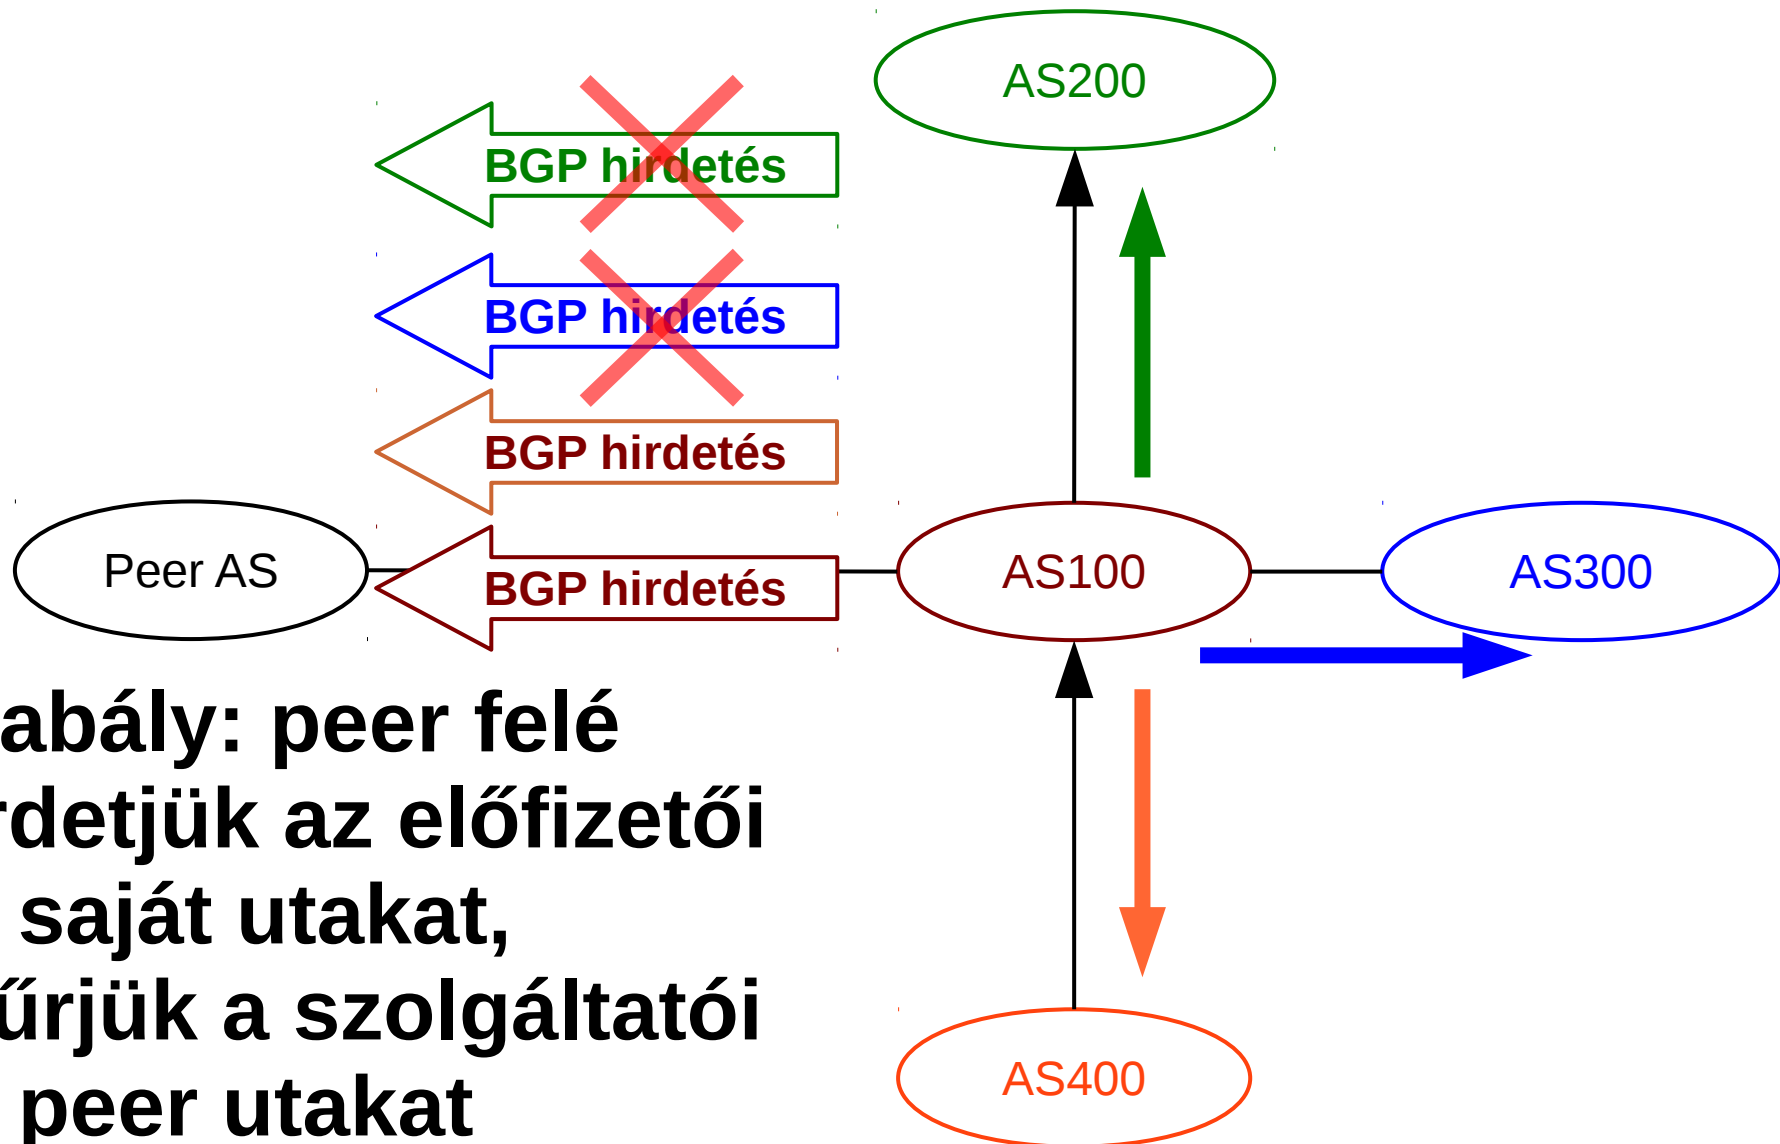 AS200
BGP hirdetés
BGP hirdetés
BGP hirdetés
Peer AS
BGP hirdetés
AS100
AS300
abály: peer felé
rdetjük az előfizetői
saját utakat,
űrjük a szolgáltatói
peer utakat
AS400